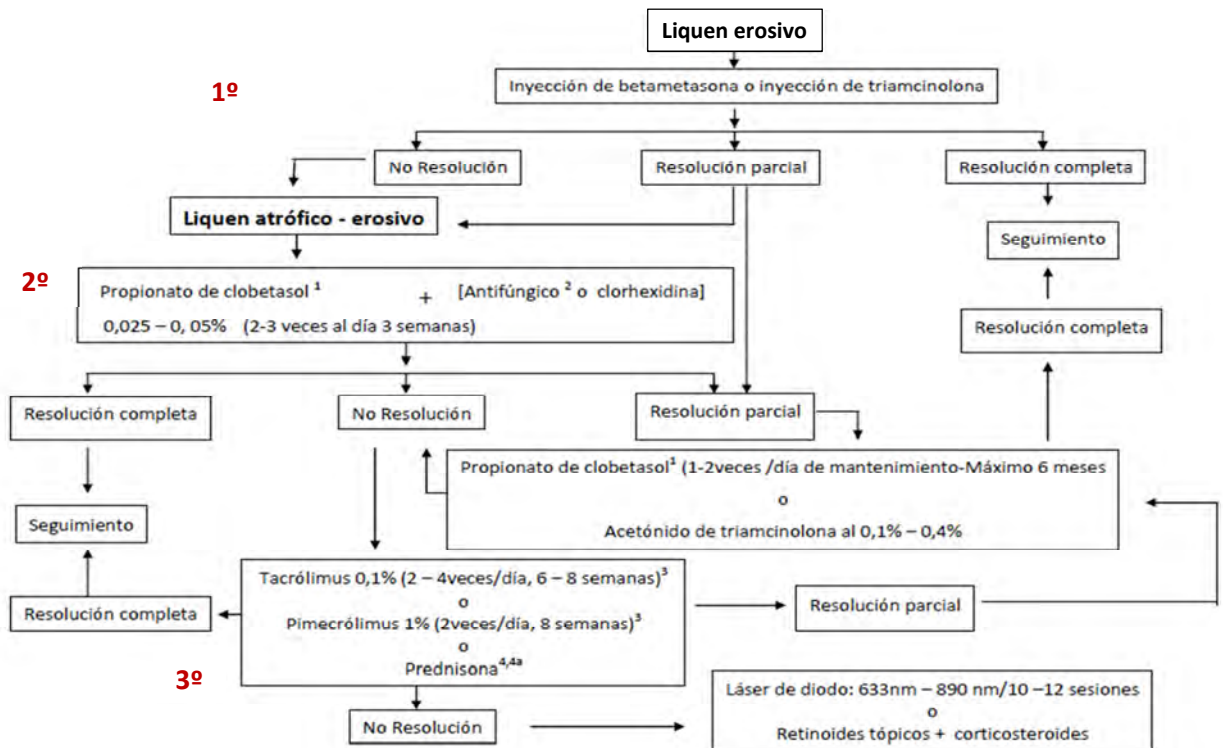 Liquen erosivo
1º
Inyección de betametasona o inyección de triamcinolona
No Resolución
Resolución parcial
Resolución completa
Liquen atrófico - erosivo
Seguimiento
2º
Propionato de clobetasol ¹ + [Antifúngico ² o clorhexidina]
0,025 – 0, 05% (2-3 veces al día 3 semanas)
Resolución completa
Resolución completa
No Resolución
Resolución parcial
Propionato de clobetasol¹ (1-2veces /día de mantenimiento-Máximo 6 meses
o
Acetónido de triamcinolona al 0,1% – 0,4%
Seguimiento
Tacrólimus 0,1% (2 – 4veces/día, 6 – 8 semanas)³
o
Pimecrólimus 1% (2veces/día, 8 semanas)³
o
Prednisona⁴,⁴ᵃ
Resolución completa
Resolución parcial
3º
No Resolución
Láser de diodo: 633nm – 890 nm/10 –12 sesiones
o
Retinoides tópicos + corticosteroides